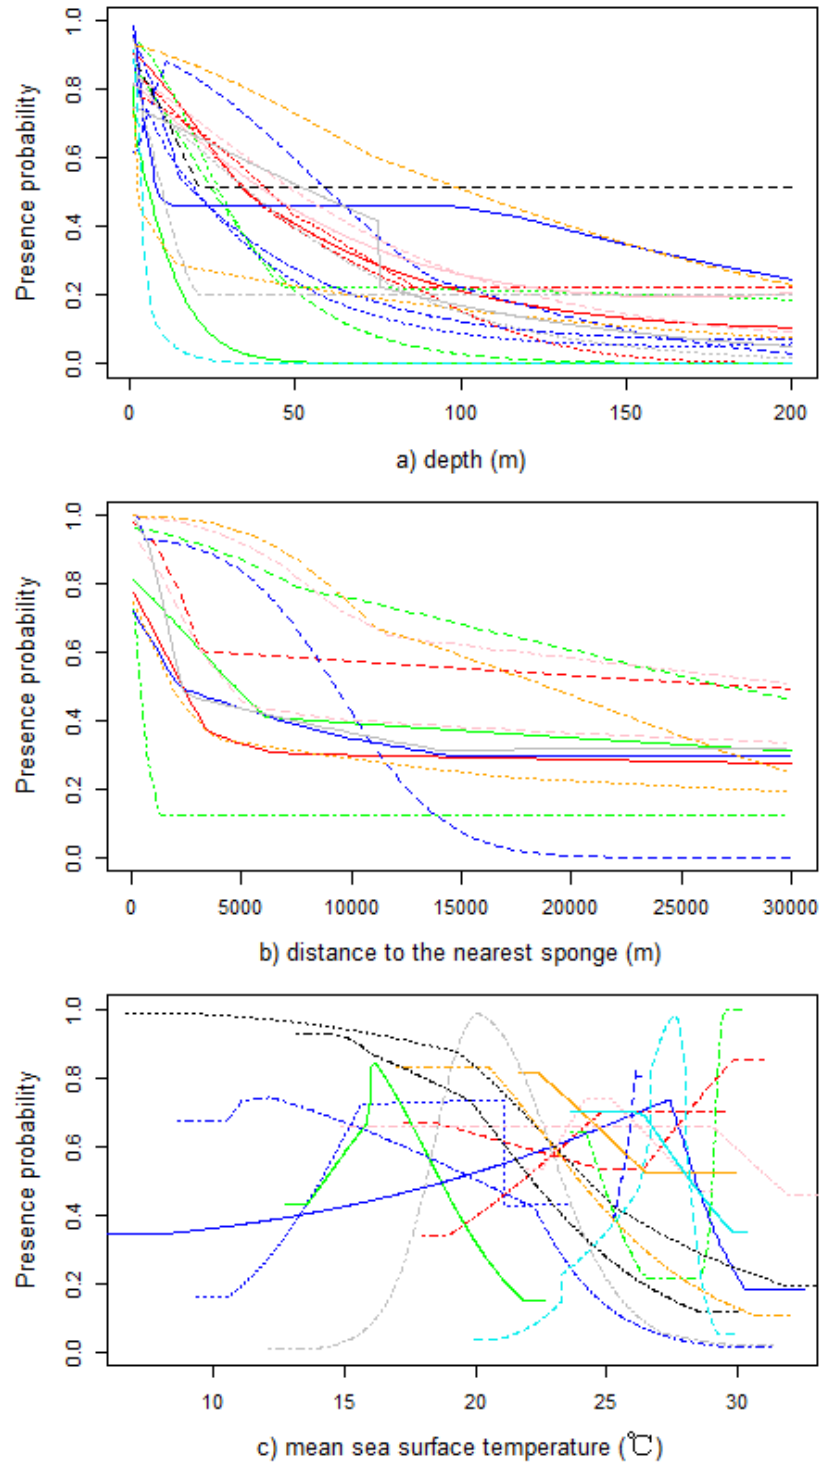 Presence probability
0.0 0.2 0.4 0.6 0.8 1.0
0 50 100 150 200
a) depth (m)
Presence probability
0.0 0.2 0.4 0.6 0.8 1.0
0 5000 10000 15000 20000 25000 30000
b) distance to the nearest sponge (m)
Presence probability
0.0 0.2 0.4 0.6 0.8 1.0
10 15 20 25 30
c) mean sea surface temperature (℃)